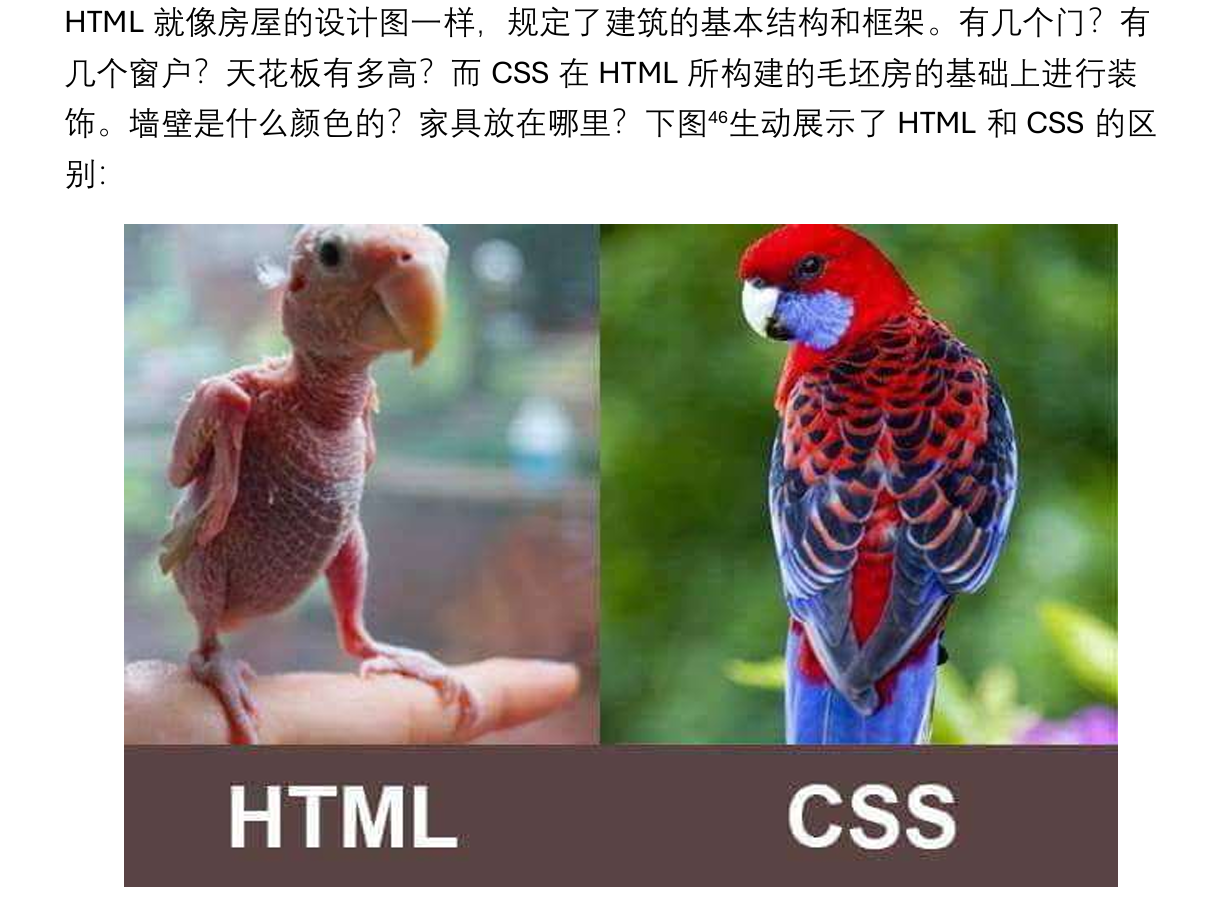 HTML 就像房屋的设计图一样，规定了建筑的基本结构和框架。有几个门？有
几个窗户？天花板有多高？而 CSS 在 HTML 所构建的毛坯房的基础上进行装
饰。墙壁是什么颜色的？家具放在哪里？下图⁴⁶生动展示了 HTML 和 CSS 的区
别：
HTML
CSS